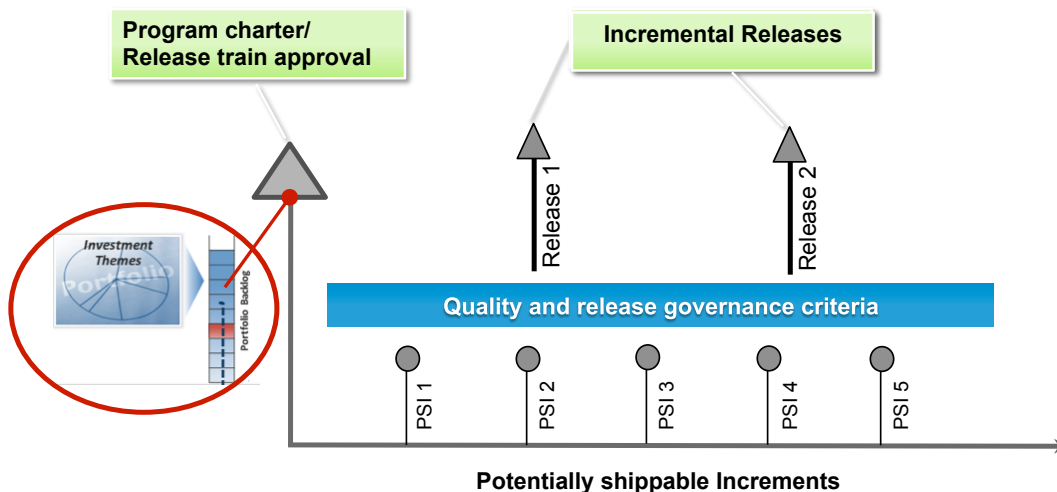 Program charter/
Release train approval
Incremental Releases
Release 1
Release 2
Investment
Themes
Portfolio
Portfolio Backlog
Quality and release governance criteria
PSI 1
PSI 2
PSI 3
PSI 4
PSI 5
Potentially shippable Increments